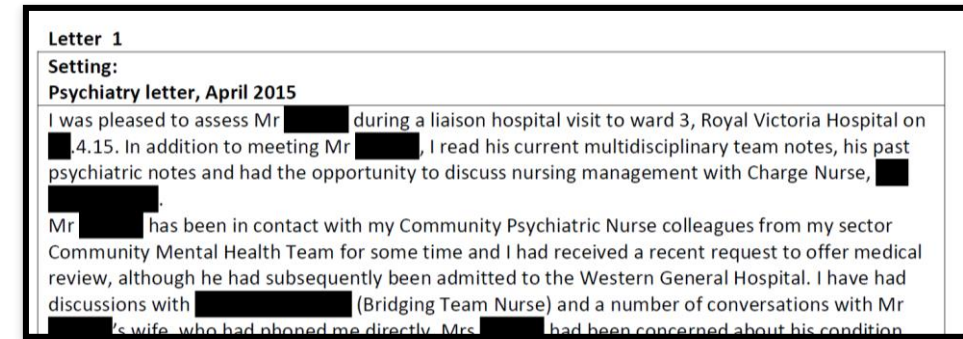 Letter 1
Setting:
Psychiatry letter, April 2015
I was pleased to assess Mr during a liaison hospital visit to ward 3, Royal Victoria Hospital on
.4.15. In addition to meeting Mr , I read his current multidisciplinary team notes, his past
psychiatric notes and had the opportunity to discuss nursing management with Charge Nurse,
.
Mr has been in contact with my Community Psychiatric Nurse colleagues from my sector
Community Mental Health Team for some time and I had received a recent request to offer medical
review, although he had subsequently been admitted to the Western General Hospital. I have had
discussions with (Bridging Team Nurse) and a number of conversations with Mr
's wife, who had phoned me directly. Mrs had been concerned about his condition